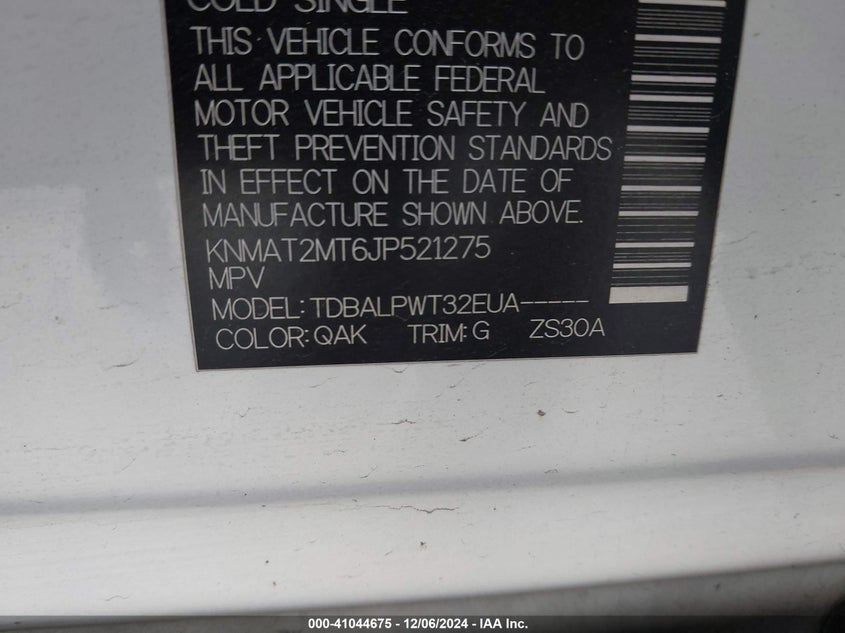 COLD SINGLE
THIS VEHICLE CONFORMS TO
ALL APPLICABLE FEDERAL
MOTOR VEHICLE SAFETY AND
THEFT PREVENTION STANDARDS
IN EFFECT ON THE DATE OF
MANUFACTURE SHOWN ABOVE.
KNMAT2MT6JP521275
MPV
MODEL: TDBALPWT32EUA-----
COLOR: QAK TRIM: G ZS30A
000-41044675 - 12/06/2024 - IAA Inc.